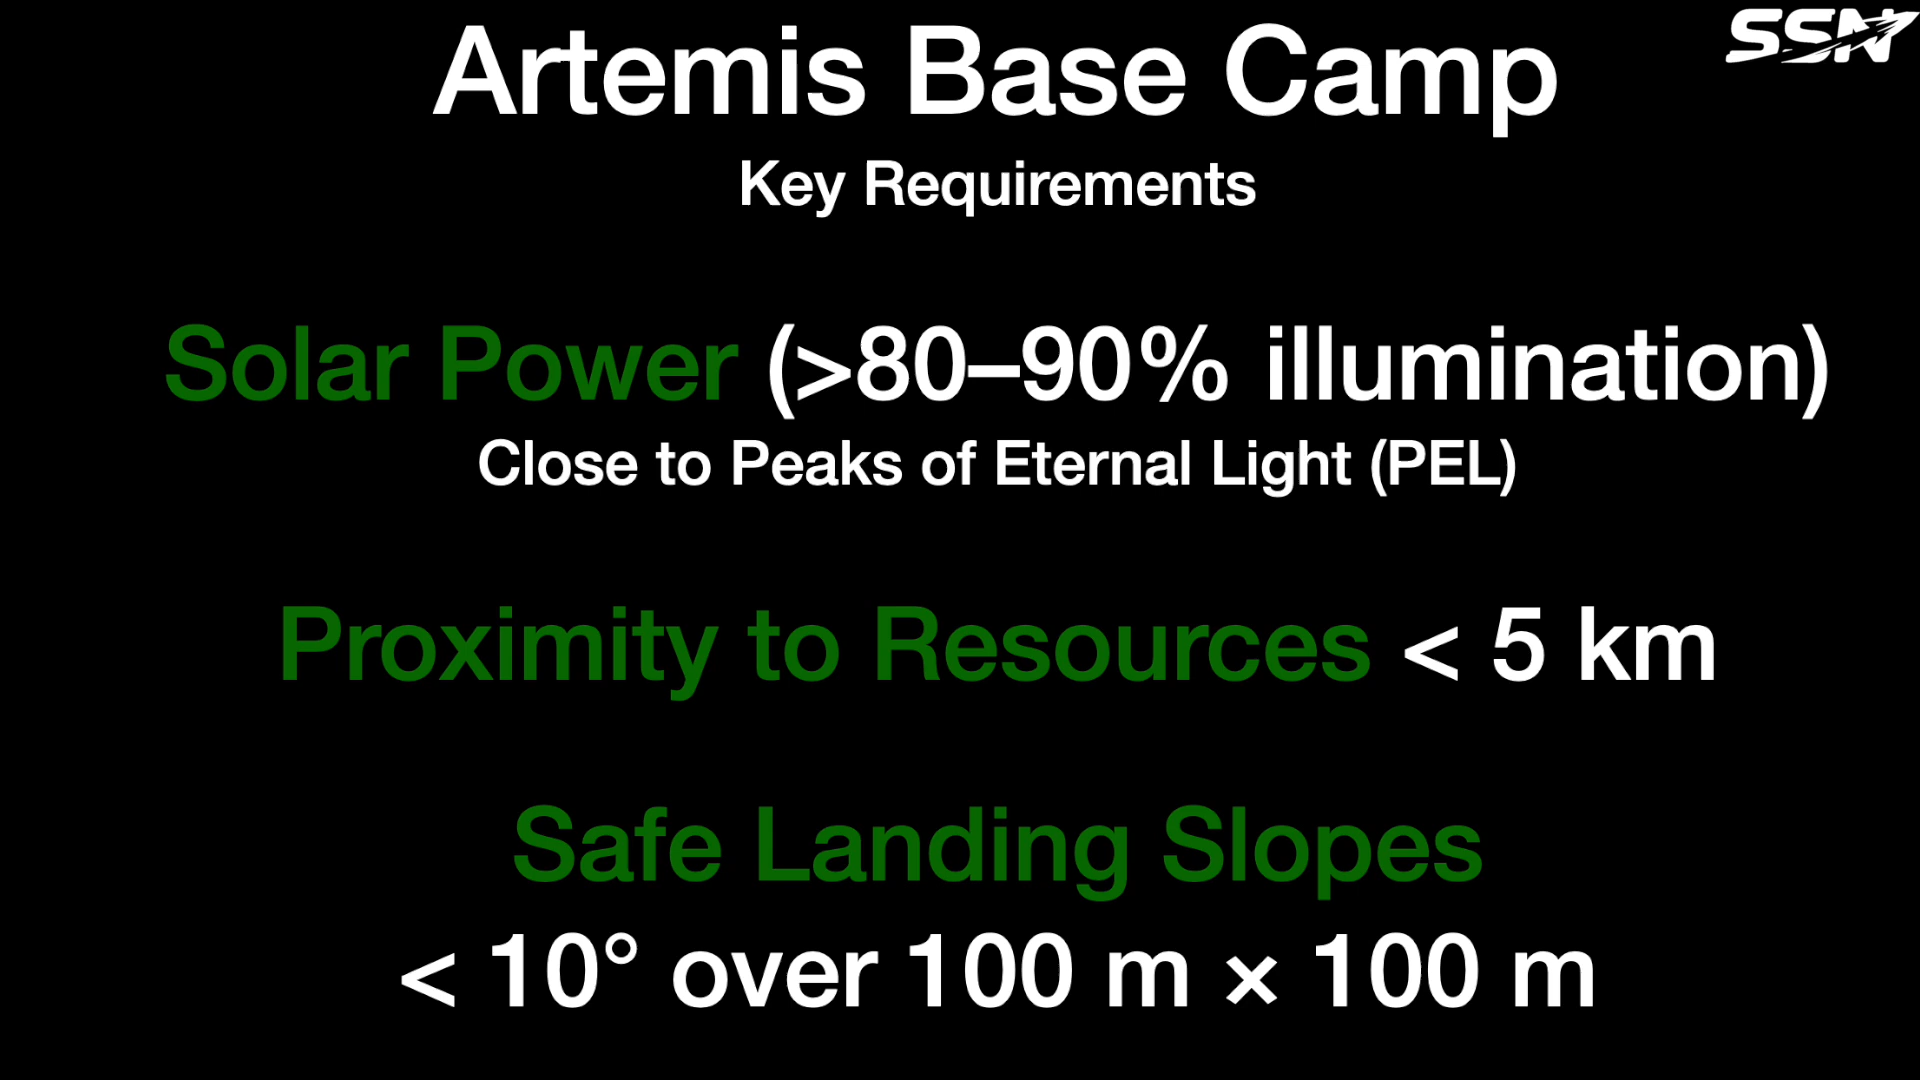 Artemis Base Camp
SSN
Key Requirements
Solar Power (>80–90% illumination)
Close to Peaks of Eternal Light (PEL)
Proximity to Resources < 5 km
Safe Landing Slopes
< 10° over 100 m × 100 m